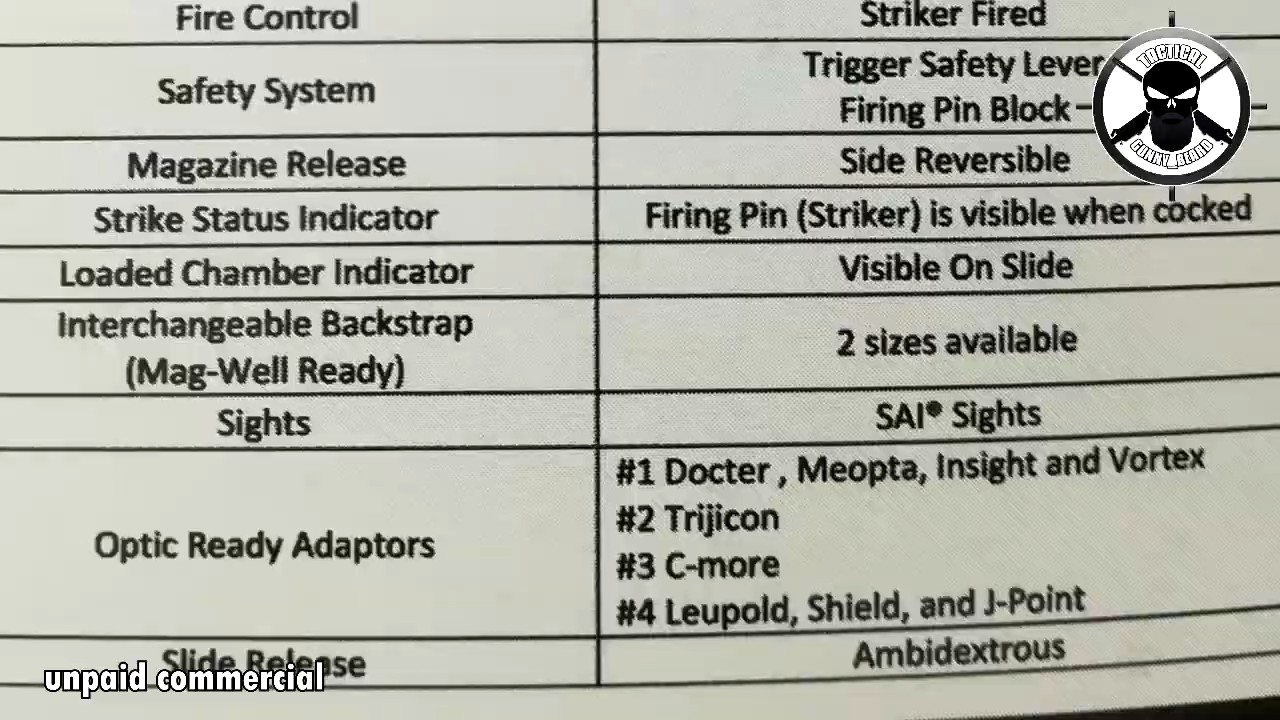 Fire Control
Striker Fired
Safety System
Trigger Safety Lever
Firing Pin Block
Magazine Release
Side Reversible
Strike Status Indicator
Firing Pin (Striker) is visible when cocked
Loaded Chamber Indicator
Visible On Slide
Interchangeable Backstrap
(Mag-Well Ready)
2 sizes available
Sights
SAI® Sights
Optic Ready Adaptors
#1 Docter , Meopta, Insight and Vortex
#2 Trijicon
#3 C-more
#4 Leupold, Shield, and J-Point
Slide Release
Ambidextrous
unpaid commercial
TACTICAL
GUNNY_BEARD